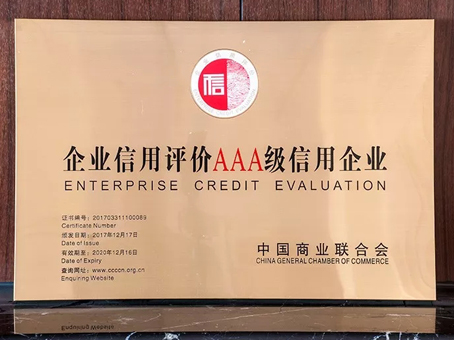 信
企业信用评价AAA级信用企业
ENTERPRISE CREDIT EVALUATION
证书编号：201703311100089
Certificate Number
颁发日期：2017年12月17日
Date of Issue
有效期至：2020年12月16日
Date of Expiry
查询网址：www.ccccn.org.cn
Enquiring Website
中国商业联合会
CHINA GENERAL CHAMBER OF COMMERCE